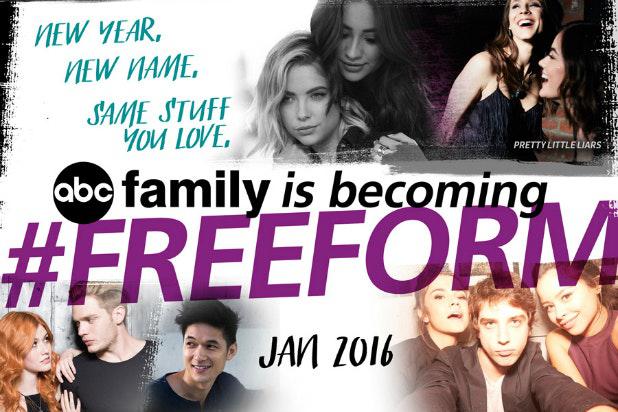 NEW YEAR.
NEW NAME.
SAME STUFF
YOU LOVE.
PRETTY LITTLE LIARS
abc family is becoming
#FREEFORM
JAN 2016